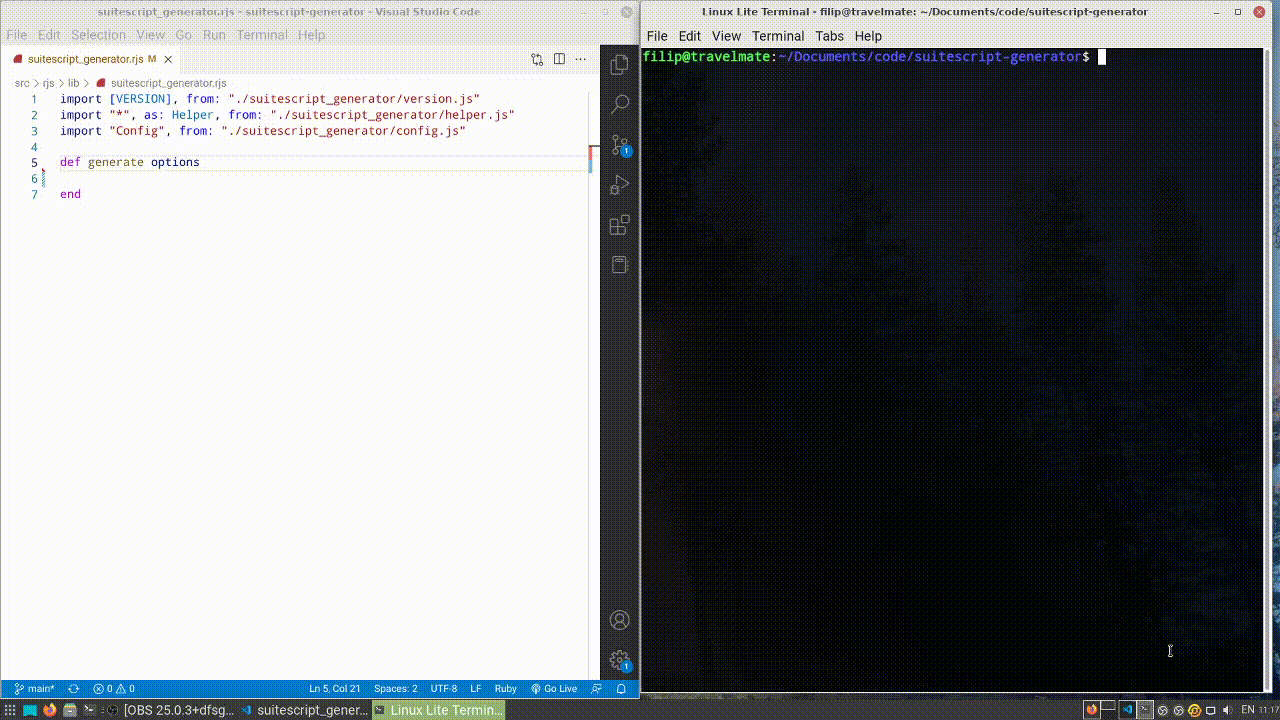 suitescript_generator.rjs - suitescript-generator - Visual Studio Code
File Edit Selection View Go Run Terminal Help
suitescript_generator.rjs M
src > rjs > lib > suitescript_generator.rjs
1 import [VERSION], from: "./suitescript_generator/version.js"
2 import "*", as: Helper, from: "./suitescript_generator/helper.js"
3 import "Config", from: "./suitescript_generator/config.js"
4
5 def generate options
6
7 end
1
1
main* 0 0 Ln 5, Col 21 Spaces: 2 UTF-8 LF Ruby Go Live
Linux Lite Terminal - filip@travelmate: ~/Documents/code/suitescript-generator
File Edit View Terminal Tabs Help
filip@travelmate:~/Documents/code/suitescript-generator$
[OBS 25.0.3+dfsg... suitescript_gener... Linux Lite Termin... EN 11:17